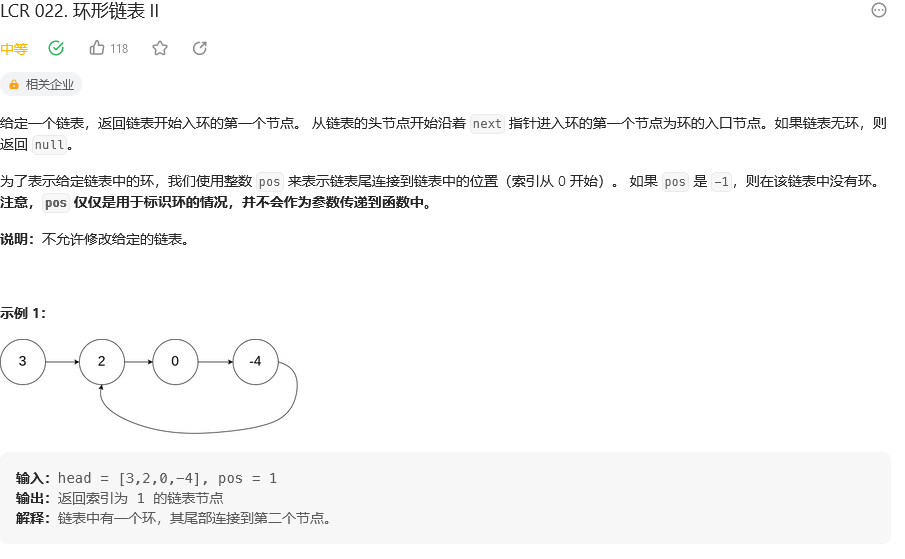 LCR 022. 环形链表 II
中等 118
相关企业
给定一个链表，返回链表开始入环的第一个节点。 从链表的头节点开始沿着 next 指针进入环的第一个节点为环的入口节点。如果链表无环，则
返回 null。
为了表示给定链表中的环，我们使用整数 pos 来表示链表尾连接到链表中的位置（索引从 0 开始）。 如果 pos 是 -1，则在该链表中没有环。
注意，pos 仅仅是用于标识环的情况，并不会作为参数传递到函数中。
说明：不允许修改给定的链表。
示例 1：
3 2 0 -4
输入：head = [3,2,0,-4], pos = 1
输出：返回索引为 1 的链表节点
解释：链表中有一个环，其尾部连接到第二个节点。